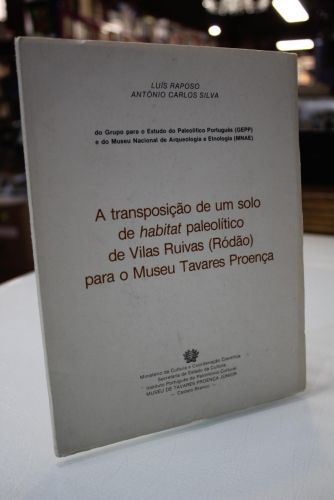 LUÍS RAPOSO
ANTÓNIO CARLOS SILVA
do Grupo para o Estudo do Paleolítico Português (GEPP)
e do Museu Nacional de Arqueologia e Etnologia (MNAE)
A transposição de um solo
de habitat paleolítico
de Vilas Ruivas (Ródão)
para o Museu Tavares Proença
Ministério da Cultura e Coordenação Científica
Secretaria de Estado da Cultura
Instituto Português do Património Cultural
MUSEU DE TAVARES PROENÇA JÚNIOR
— Castelo Branco —